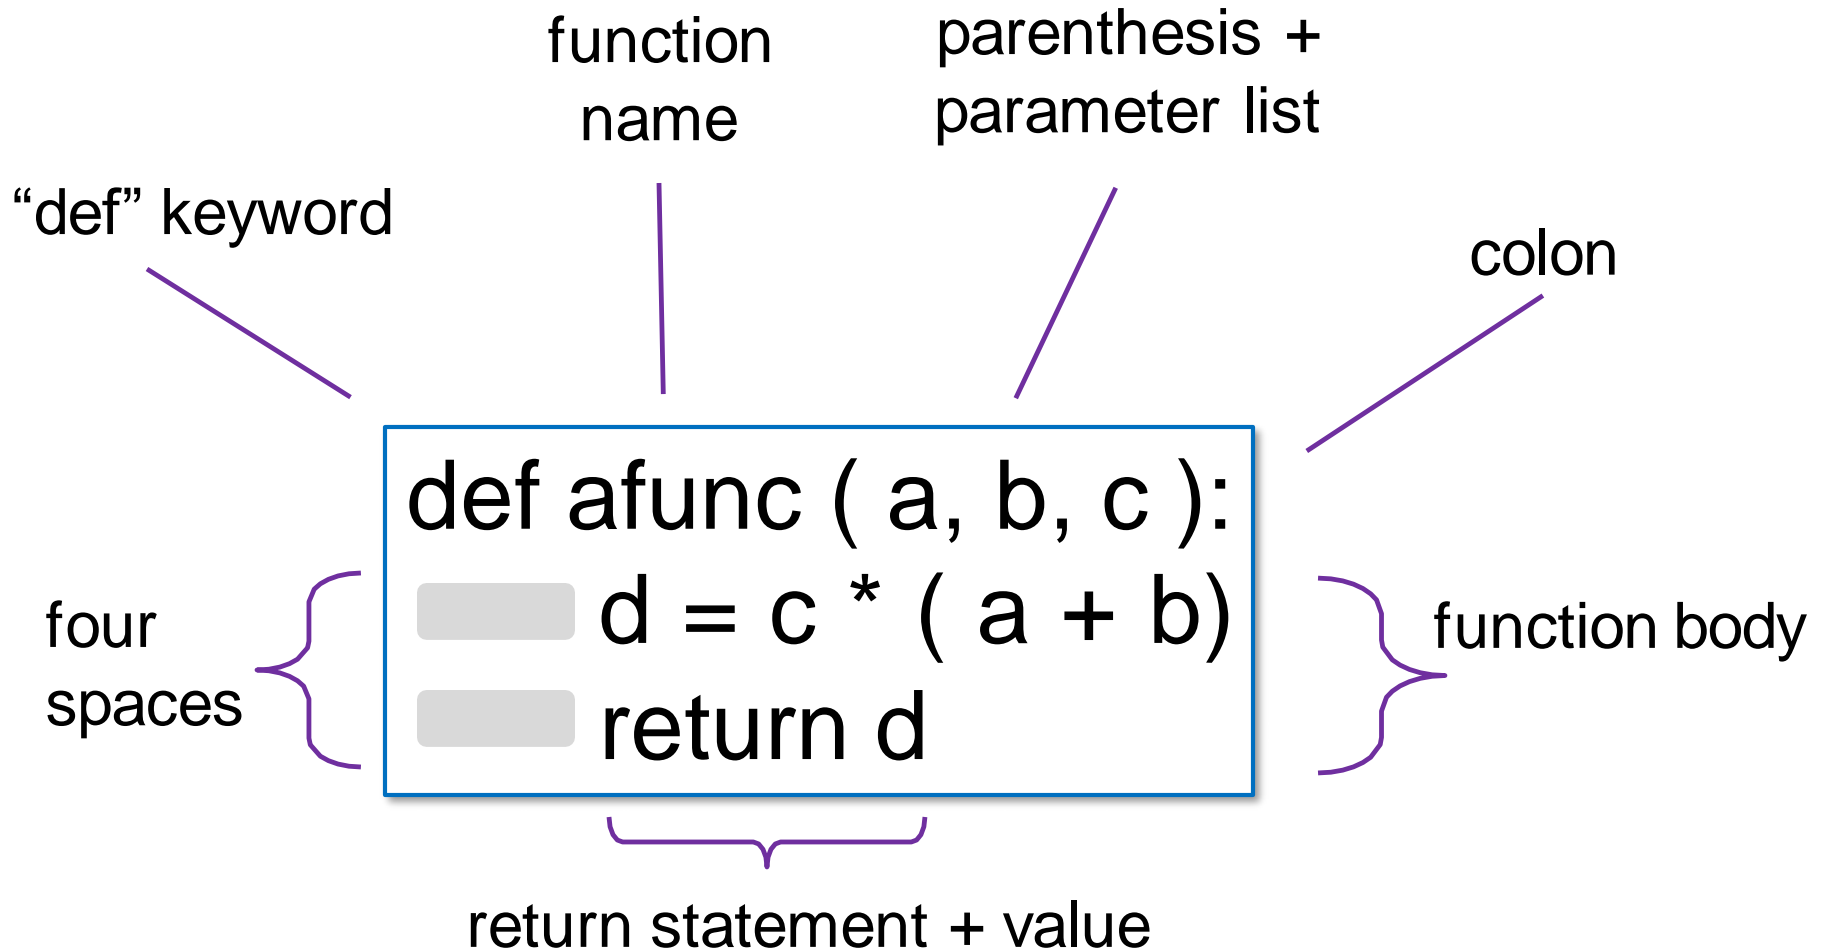 function
name
parenthesis +
parameter list
“def” keyword
colon
def afunc ( a, b, c ):
d = c * ( a + b)
return d
four
spaces
function body
return statement + value